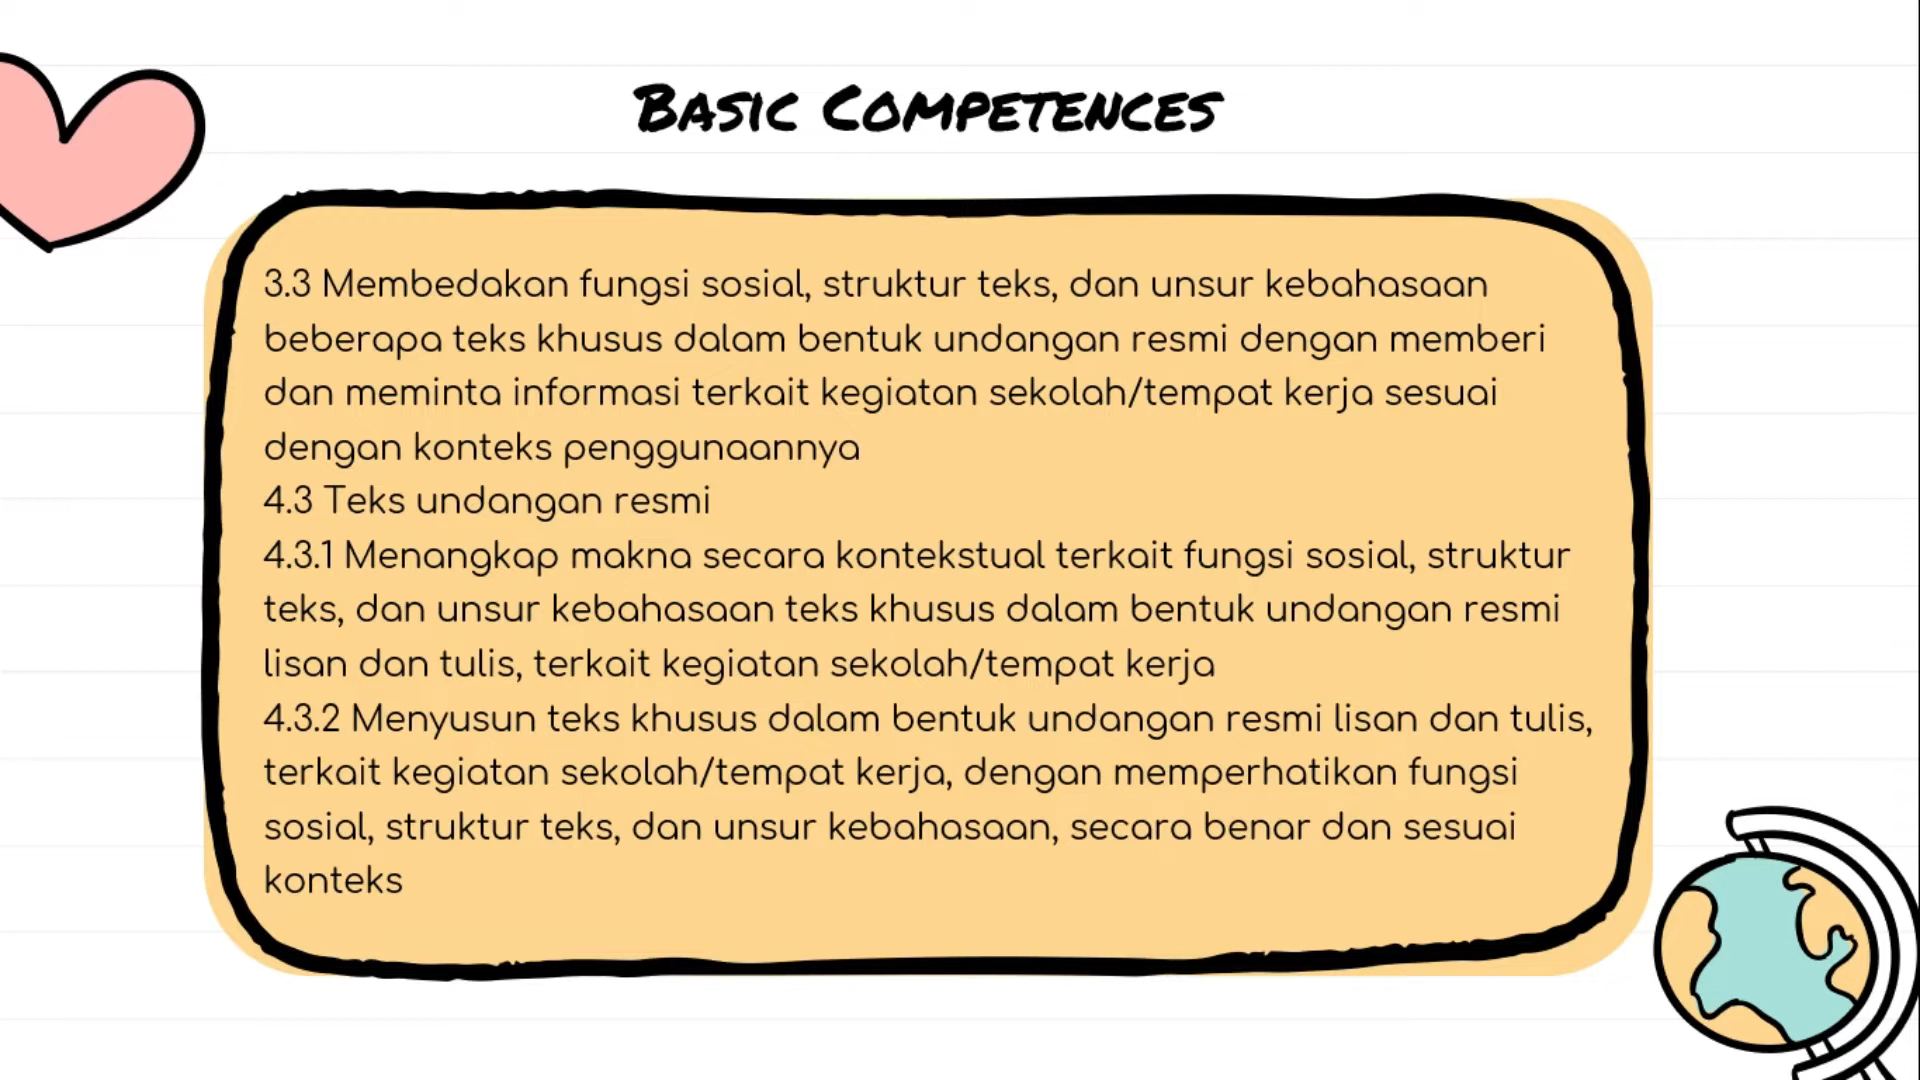 Basic Competences
3.3 Membedakan fungsi sosial, struktur teks, dan unsur kebahasaan
beberapa teks khusus dalam bentuk undangan resmi dengan memberi
dan meminta informasi terkait kegiatan sekolah/tempat kerja sesuai
dengan konteks penggunaannya
4.3 Teks undangan resmi
4.3.1 Menangkap makna secara kontekstual terkait fungsi sosial, struktur
teks, dan unsur kebahasaan teks khusus dalam bentuk undangan resmi
lisan dan tulis, terkait kegiatan sekolah/tempat kerja
4.3.2 Menyusun teks khusus dalam bentuk undangan resmi lisan dan tulis,
terkait kegiatan sekolah/tempat kerja, dengan memperhatikan fungsi
sosial, struktur teks, dan unsur kebahasaan, secara benar dan sesuai
konteks